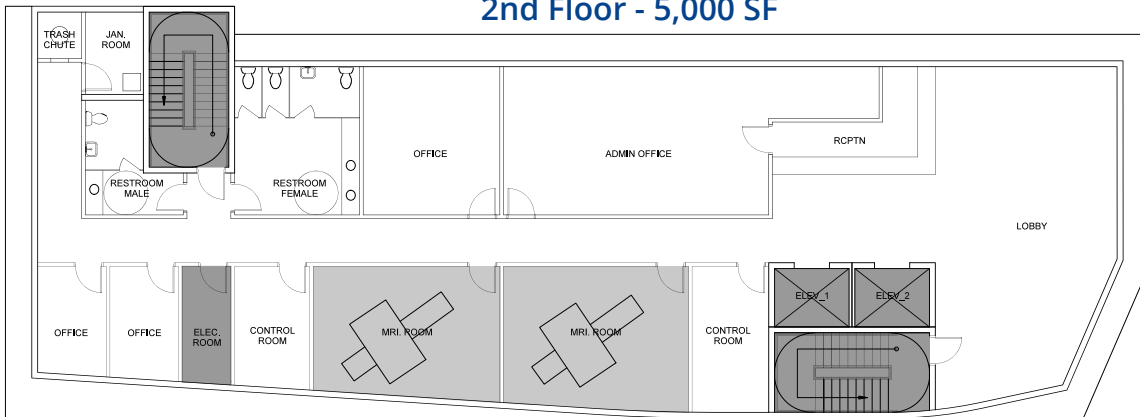 2nd Floor - 5,000 SF
TRASH
CHUTE
JAN.
ROOM
OFFICE
ADMIN OFFICE
RCPTN
RESTROOM
MALE
RESTROOM
FEMALE
LOBBY
ELEV_1
ELEV_2
OFFICE
OFFICE
ELEC.
ROOM
CONTROL
ROOM
MRI. ROOM
MRI. ROOM
CONTROL
ROOM